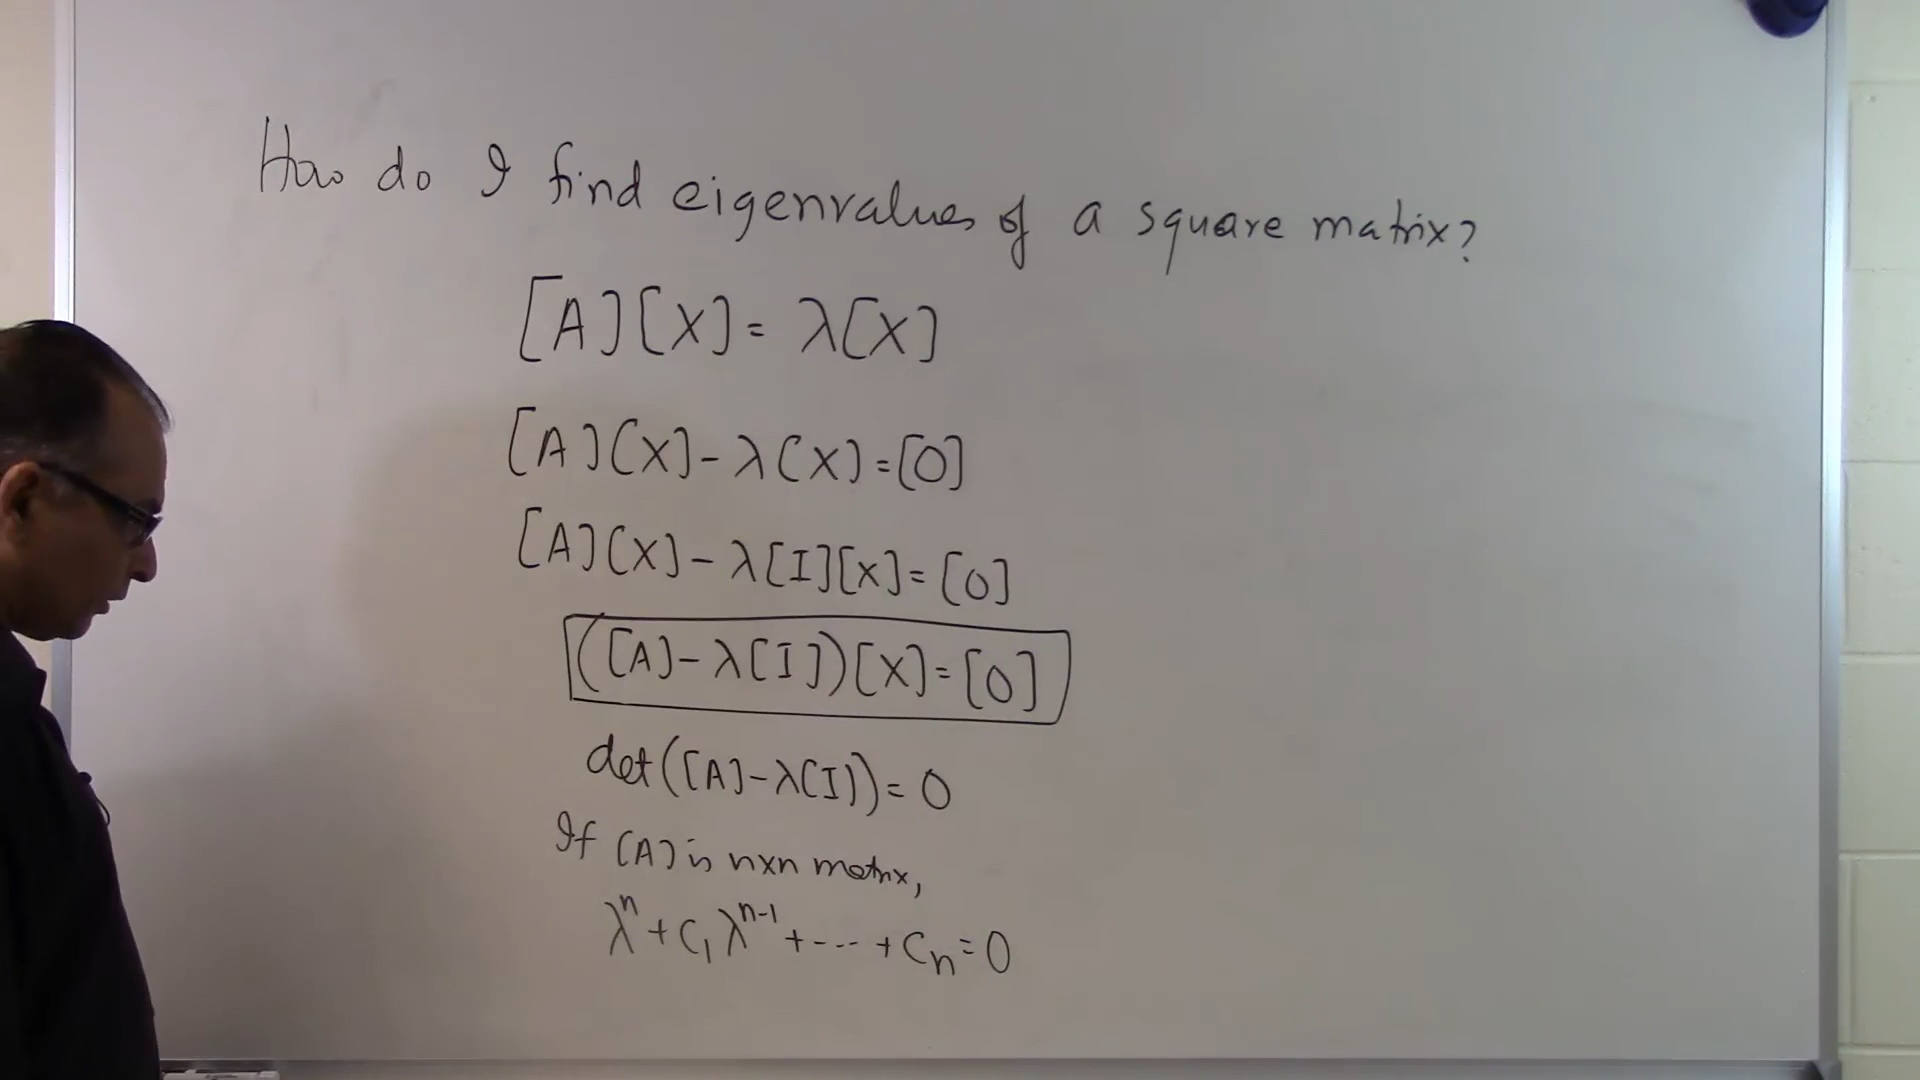 How do I find eigenvalues of a square matrix?
[A][X] = λ[X]
[A][X] - λ[X] = [0]
[A][X] - λ[I][X] = [0]
([A] - λ[I])[X] = [0]
det([A] - λ[I]) = 0
If [A] is n×n matrix,
λⁿ + C₁λⁿ⁻¹ + ---- + Cₙ = 0